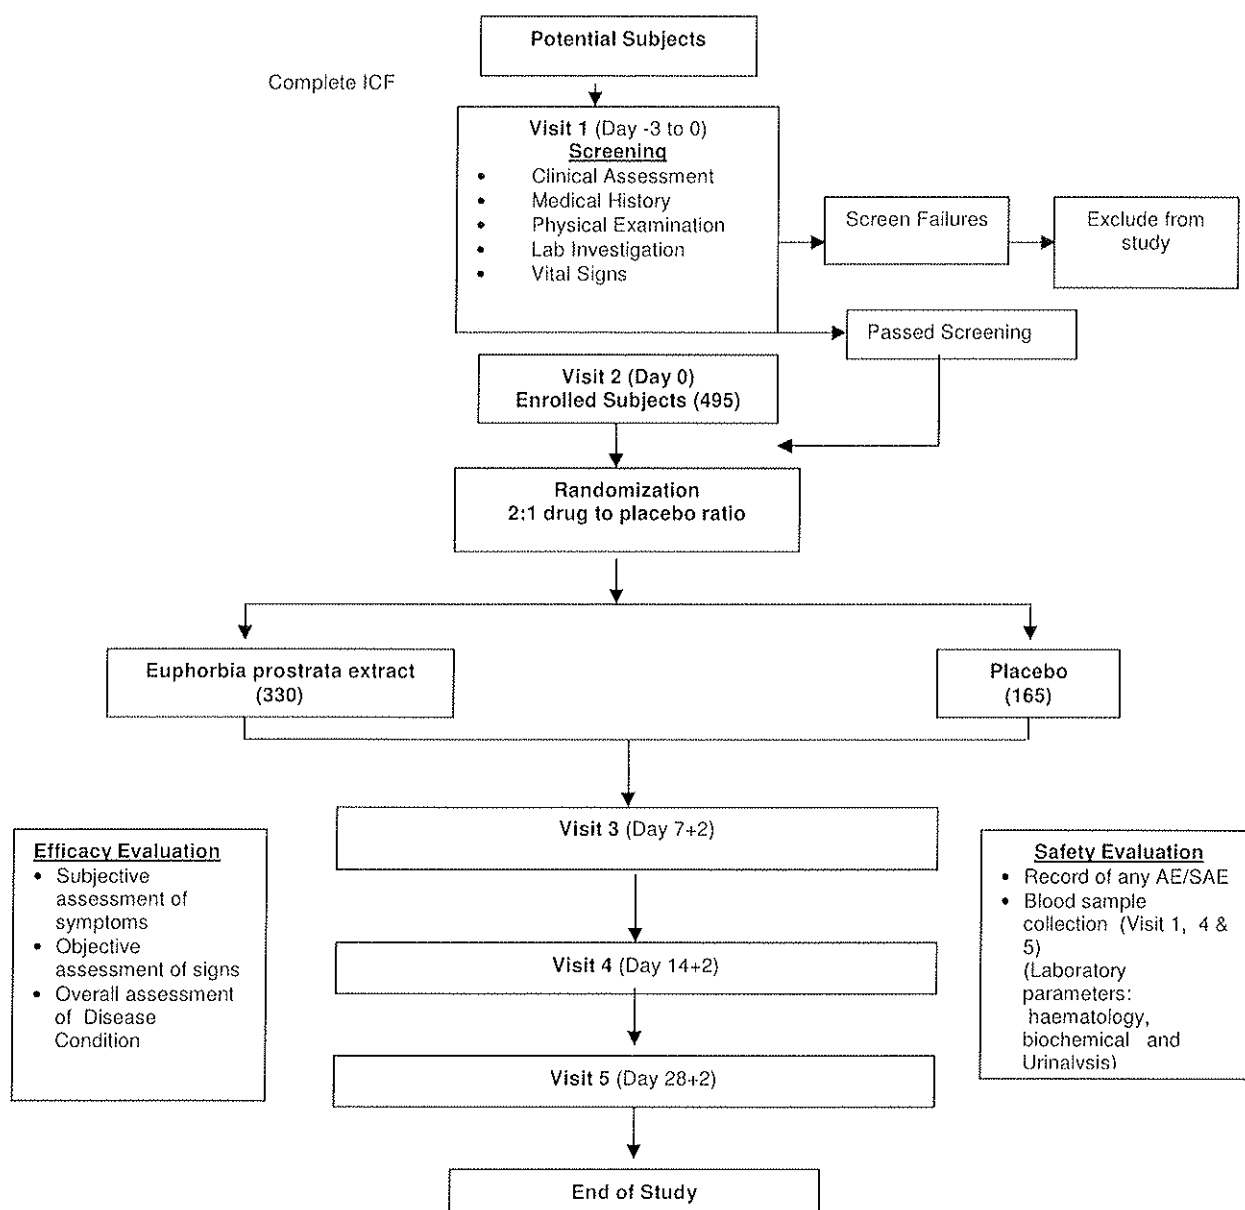 Potential Subjects
Complete ICF
Visit 1 (Day -3 to 0)
Screening
• Clinical Assessment
• Medical History
• Physical Examination
• Lab Investigation
• Vital Signs
Screen Failures
Exclude from
study
Passed Screening
Visit 2 (Day 0)
Enrolled Subjects (495)
Randomization
2:1 drug to placebo ratio
Euphorbia prostrata extract
(330)
Placebo
(165)
Visit 3 (Day 7+2)
Efficacy Evaluation
• Subjective
assessment of
symptoms
• Objective
assessment of signs
• Overall assessment
of Disease
Condition
Safety Evaluation
• Record of any AE/SAE
• Blood sample
collection (Visit 1, 4 &
5)
(Laboratory
parameters:
haematology,
biochemical and
Urinalysis)
Visit 4 (Day 14+2)
Visit 5 (Day 28+2)
End of Study